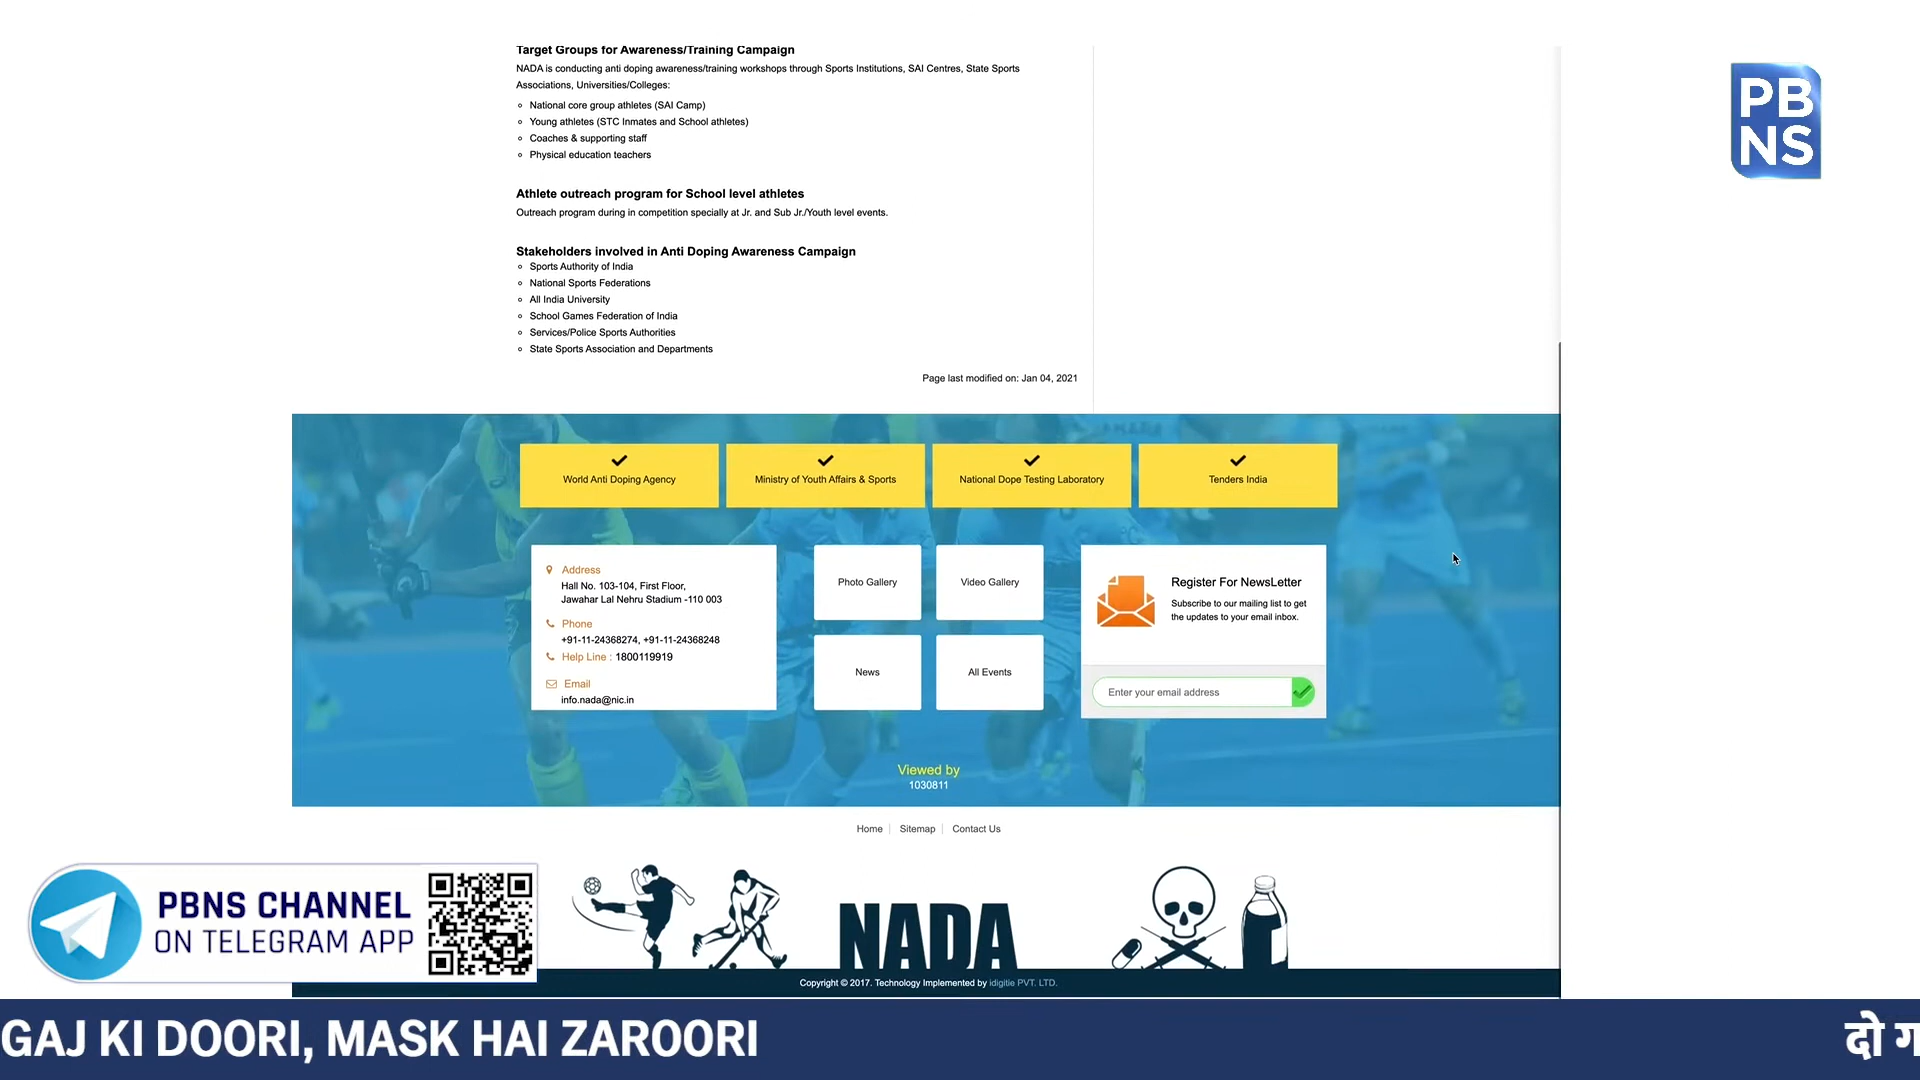 Target Groups for Awareness/Training Campaign
NADA is conducting anti doping awareness/training workshops through Sports Institutions, SAI Centres, State Sports
Associations, Universities/Colleges:
National core group athletes (SAI Camp)
Young athletes (STC Inmates and School athletes)
Coaches & supporting staff
Physical education teachers
Athlete outreach program for School level athletes
Outreach program during in competition specially at Jr. and Sub Jr./Youth level events.
Stakeholders involved in Anti Doping Awareness Campaign
Sports Authority of India
National Sports Federations
All India University
School Games Federation of India
Services/Police Sports Authorities
State Sports Association and Departments
Page last modified on: Jan 04, 2021
PB
NS
World Anti Doping Agency
Ministry of Youth Affairs & Sports
National Dope Testing Laboratory
Tenders India
Address
Hall No. 103-104, First Floor,
Jawahar Lal Nehru Stadium -110 003
Phone
+91-11-24368274, +91-11-24368248
Help Line : 1800119919
Email
info.nada@nic.in
Photo Gallery
Video Gallery
News
All Events
Register For NewsLetter
Subscribe to our mailing list to get
the updates to your email inbox.
Enter your email address
Viewed by
1030811
Home
Sitemap
Contact Us
PBNS CHANNEL
ON TELEGRAM APP
NADA
Copyright © 2017. Technology Implemented by idigitie PVT. LTD.
GAJ KI DOORI, MASK HAI ZAROORI
दो ग